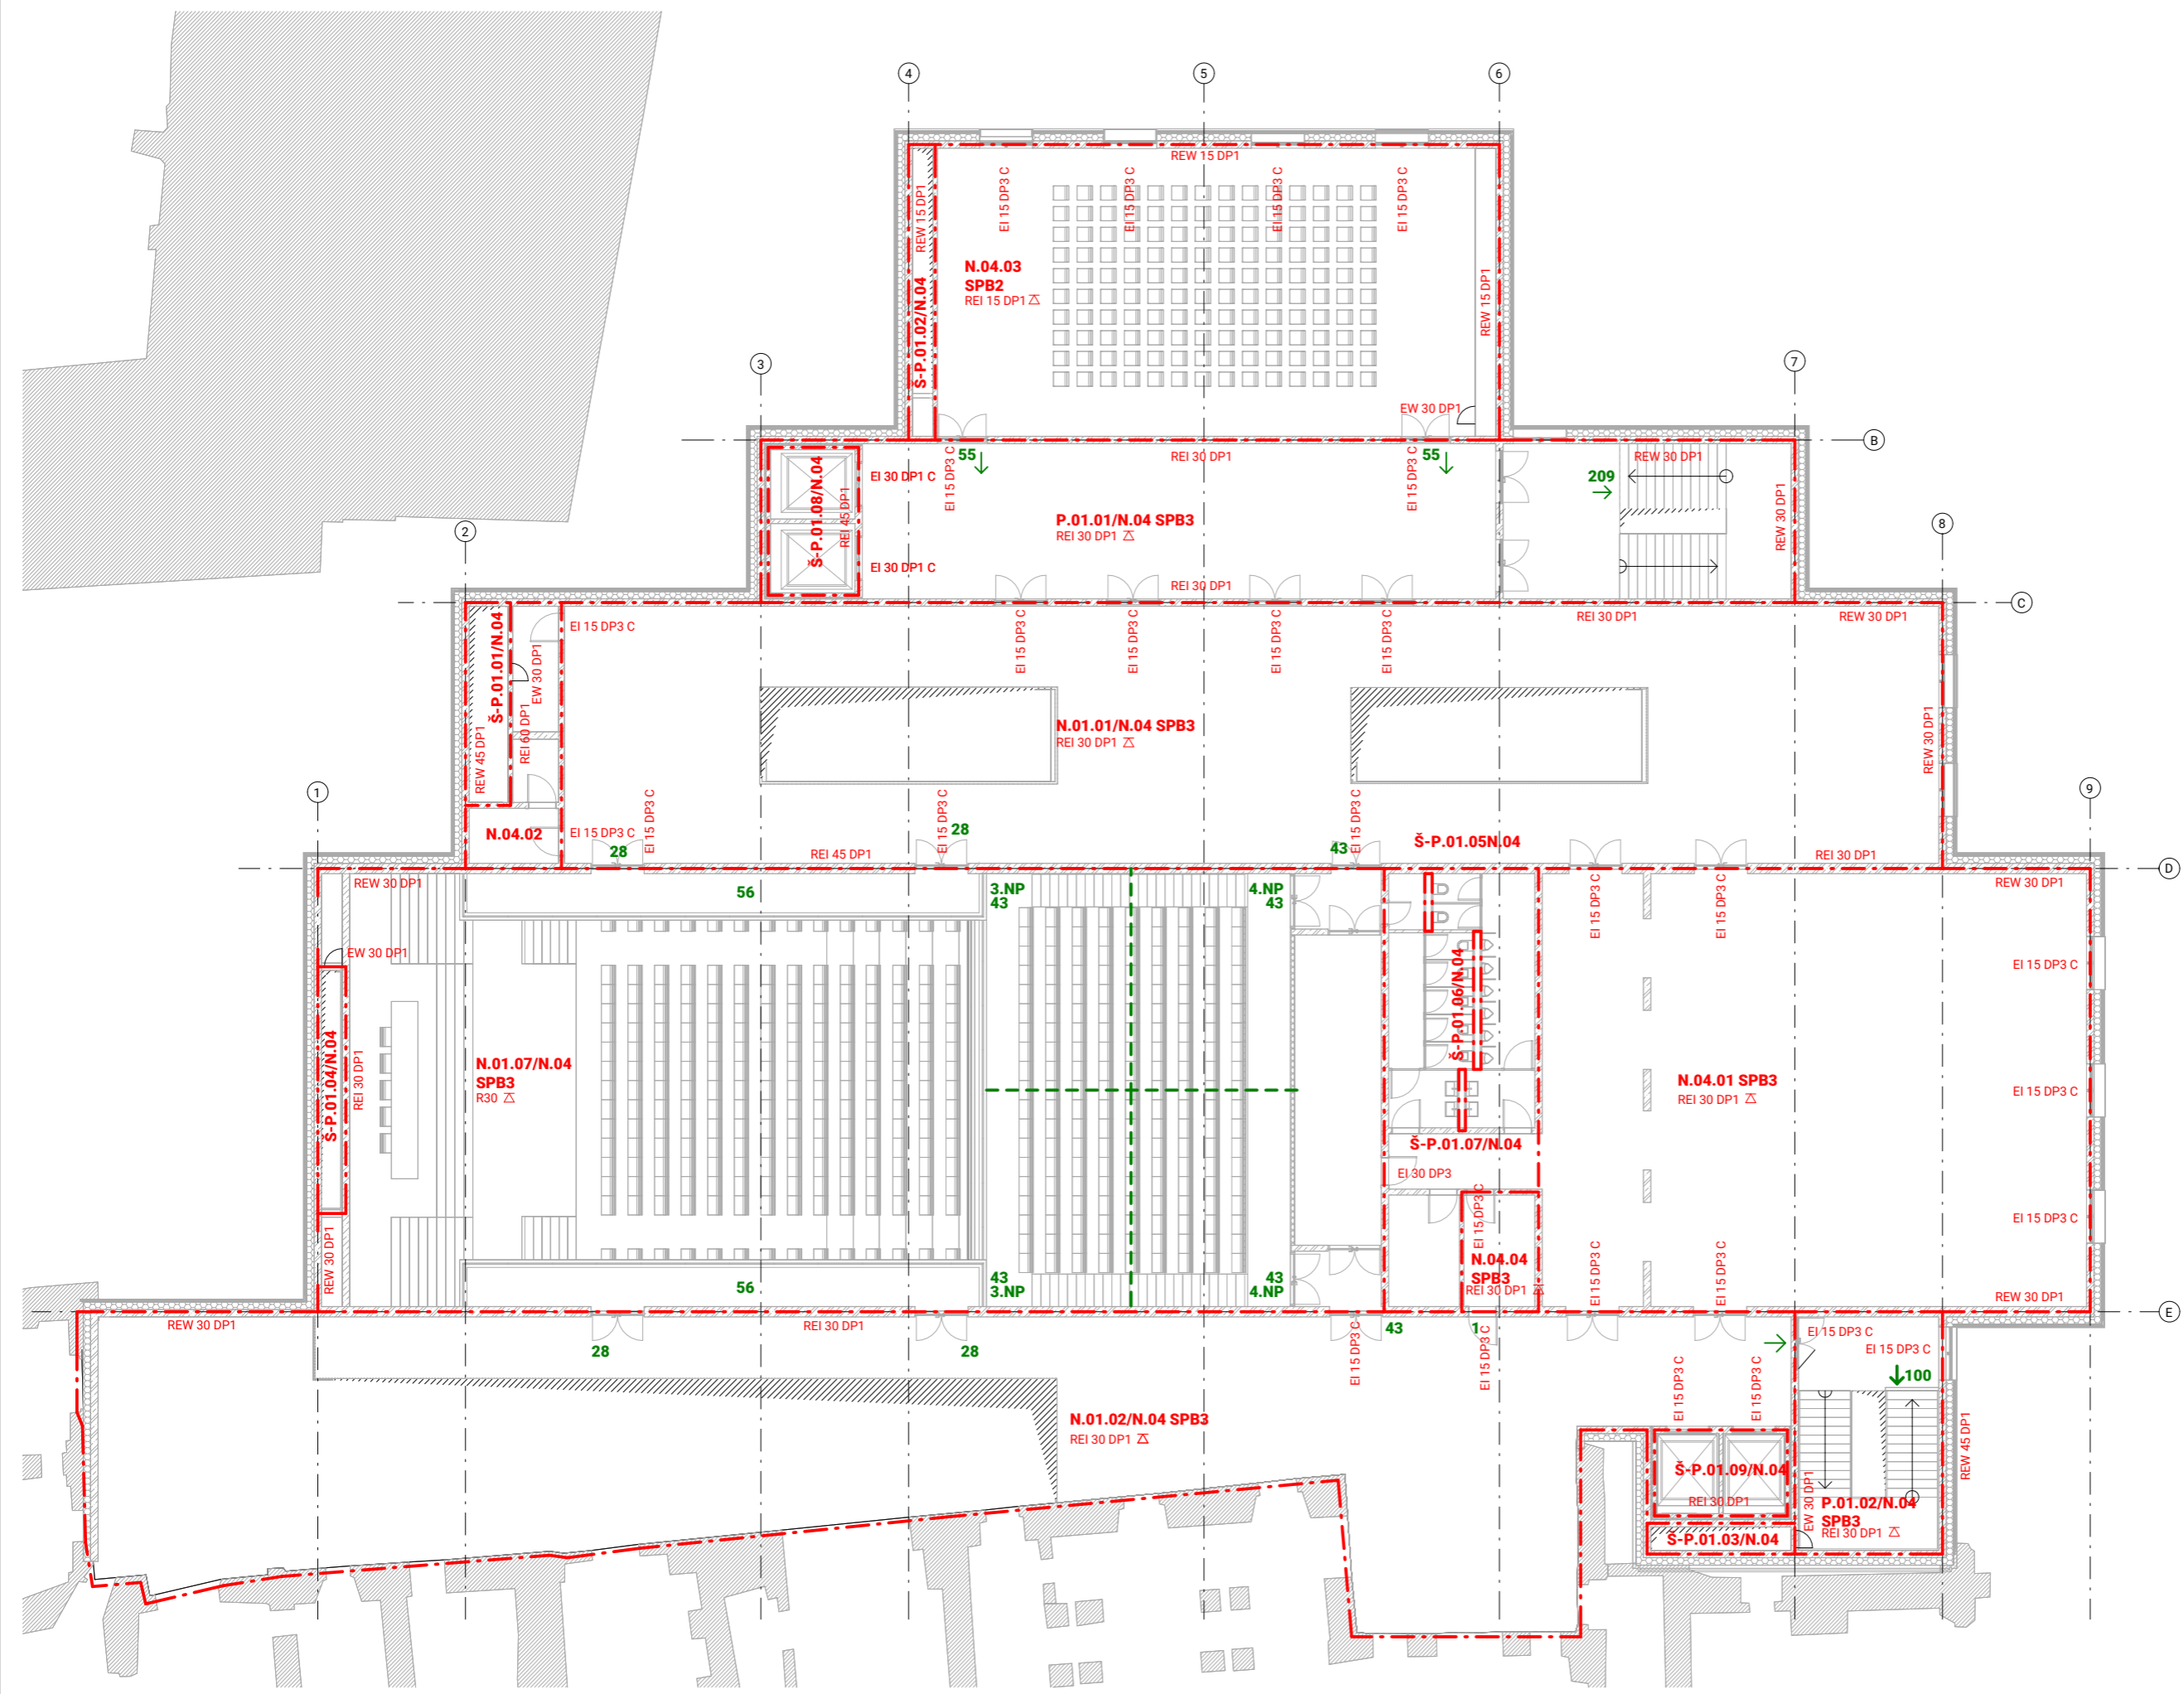 4
5
6
REW 15 DP1
EI 15 DP3 C
EI 15 DP3 C
EI 15 DP3 C
EI 15 DP3 C
REW 15 DP1
N.04.03
SPB2
REI 15 DP1
Š-P.01.02/N.04
REW 15 DP1
3
7
EW 30 DP1
B
55
EI 15 DP3 C
REI 30 DP1
55
EI 15 DP3 C
REW 30 DP1
209
Š-P.01.08/N.04
REI 45 DP1
EI 30 DP1 C
EI 30 DP1 C
P.01.01/N.04 SPB3
REI 30 DP1
REW 30 DP1
2
8
REI 30 DP1
C
EI 15 DP3 C
EI 15 DP3 C
EI 15 DP3 C
EI 15 DP3 C
REI 30 DP1
REW 30 DP1
Š-P.01.01/N.04
EI 15 DP3 C
EW 30 DP1
REI 60 DP1
REW 45 DP1
N.01.01/N.04 SPB3
REI 30 DP1
REW 30 DP1
1
9
N.04.02
EI 15 DP3 C
EI 15 DP3 C
28
EI 15 DP3 C
28
REI 45 DP1
EI 15 DP3 C
43
Š-P.01.05N.04
REI 30 DP1
D
REW 30 DP1
56
3.NP
43
4.NP
43
EI 15 DP3 C
EI 15 DP3 C
REW 30 DP1
EW 30 DP1
EI 15 DP3 C
Š-P.01.04/N.04
REI 30 DP1
N.01.07/N.04
SPB3
R30
Š-P.01.06/N.04
N.04.01 SPB3
REI 30 DP1
EI 15 DP3 C
Š-P.01.07/N.04
EI 30 DP3
EI 15 DP3 C
EI 15 DP3 C
REW 30 DP1
56
43
3.NP
43
4.NP
N.04.04
SPB3
REI 30 DP1
EI 15 DP3 C
EI 15 DP3 C
REW 30 DP1
E
REW 30 DP1
REI 30 DP1
28
28
EI 15 DP3 C
43
1
EI 15 DP3 C
EI 15 DP3 C
EI 15 DP3 C
100
EI 15 DP3 C
EI 15 DP3 C
N.01.02/N.04 SPB3
REI 30 DP1
REW 45 DP1
Š-P.01.09/N.04
REI 30 DP1
EW 30 DP1
P.01.02/N.04
SPB3
REI 30 DP1
Š-P.01.03/N.04